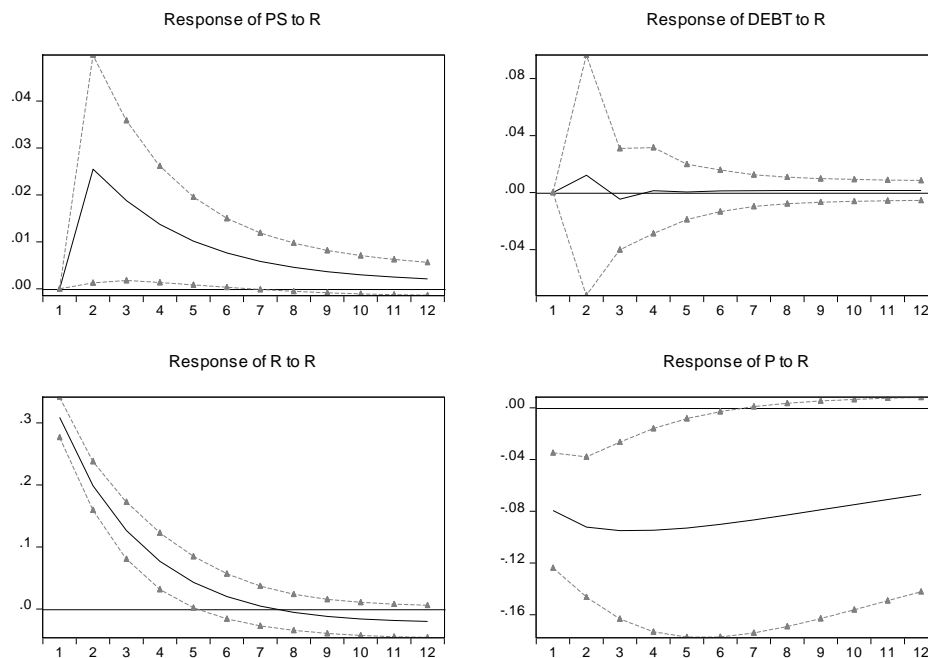 Response of PS to R
.04
.03
.02
.01
.00
1 2 3 4 5 6 7 8 9 10 11 12
Response of DEBT to R
.08
.04
.00
-.04
1 2 3 4 5 6 7 8 9 10 11 12
Response of R to R
.3
.2
.1
.0
1 2 3 4 5 6 7 8 9 10 11 12
Response of P to R
.00
-.04
-.08
-.12
-.16
1 2 3 4 5 6 7 8 9 10 11 12